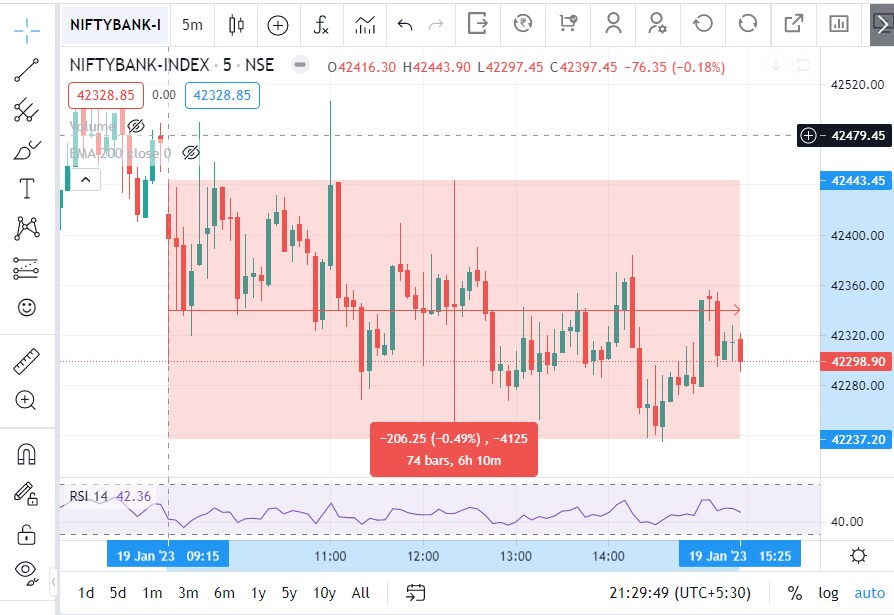 NIFTYBANK-I 5m
NIFTYBANK-INDEX · 5 · NSE O42416.30 H42443.90 L42297.45 C42397.45 −76.35 (−0.18%)
42328.85 0.00 42328.85
Volume
EMA 200 close 0
42520.00
42479.45
42443.45
42400.00
42360.00
42320.00
42298.90
42280.00
42237.20
−206.25 (−0.49%) , −4125
74 bars, 6h 10m
RSI 14 42.36
40.00
19 Jan '23 09:15 11:00 12:00 13:00 14:00 19 Jan '23 15:25
1d 5d 1m 3m 6m 1y 5y 10y All 21:29:49 (UTC+5:30) % log auto